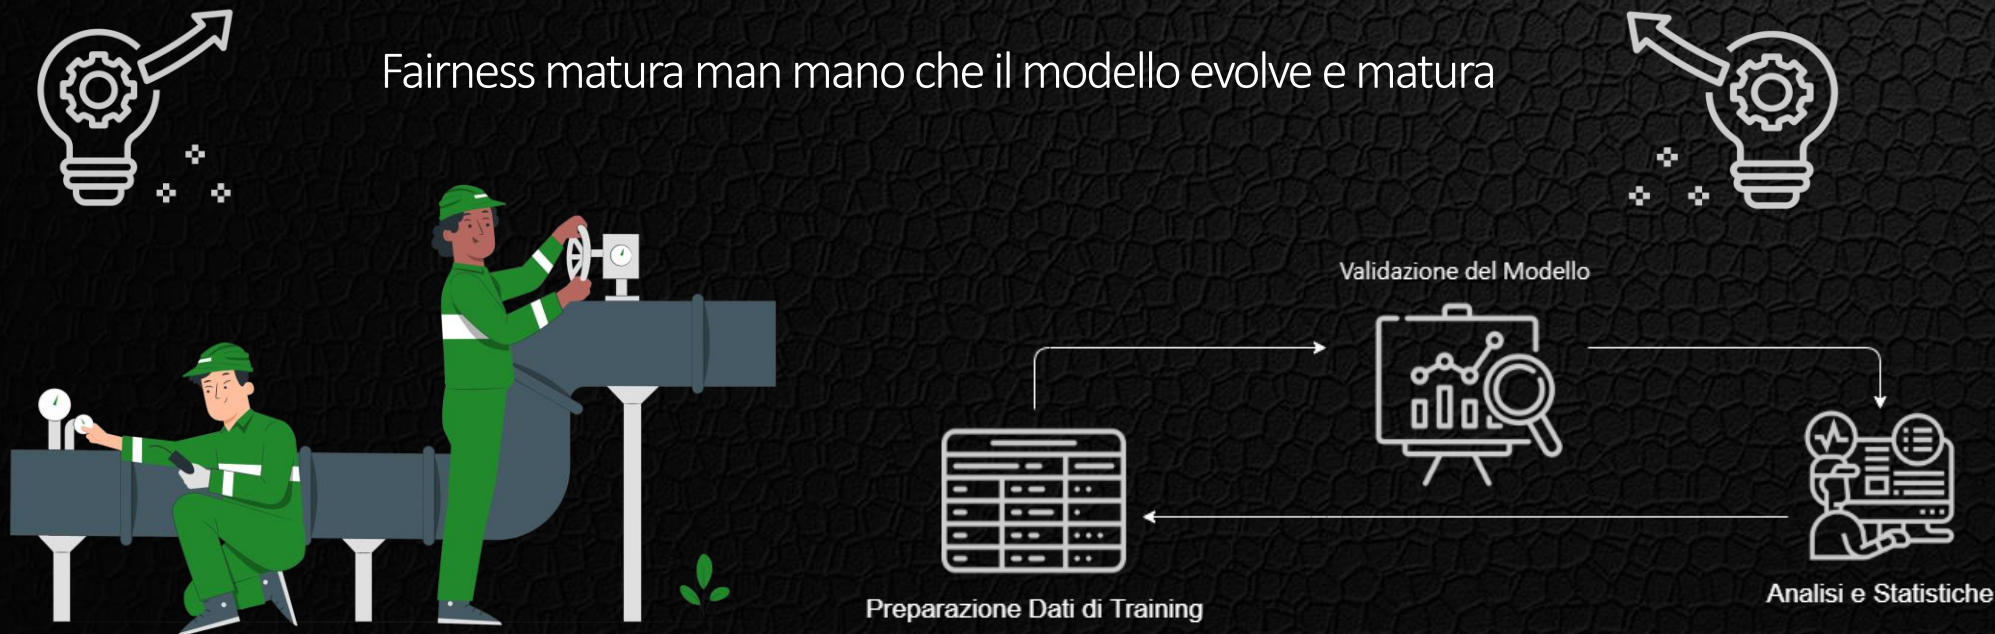 Fairness matura man mano che il modello evolve e matura
Validazione del Modello
Preparazione Dati di Training
Analisi e Statistiche